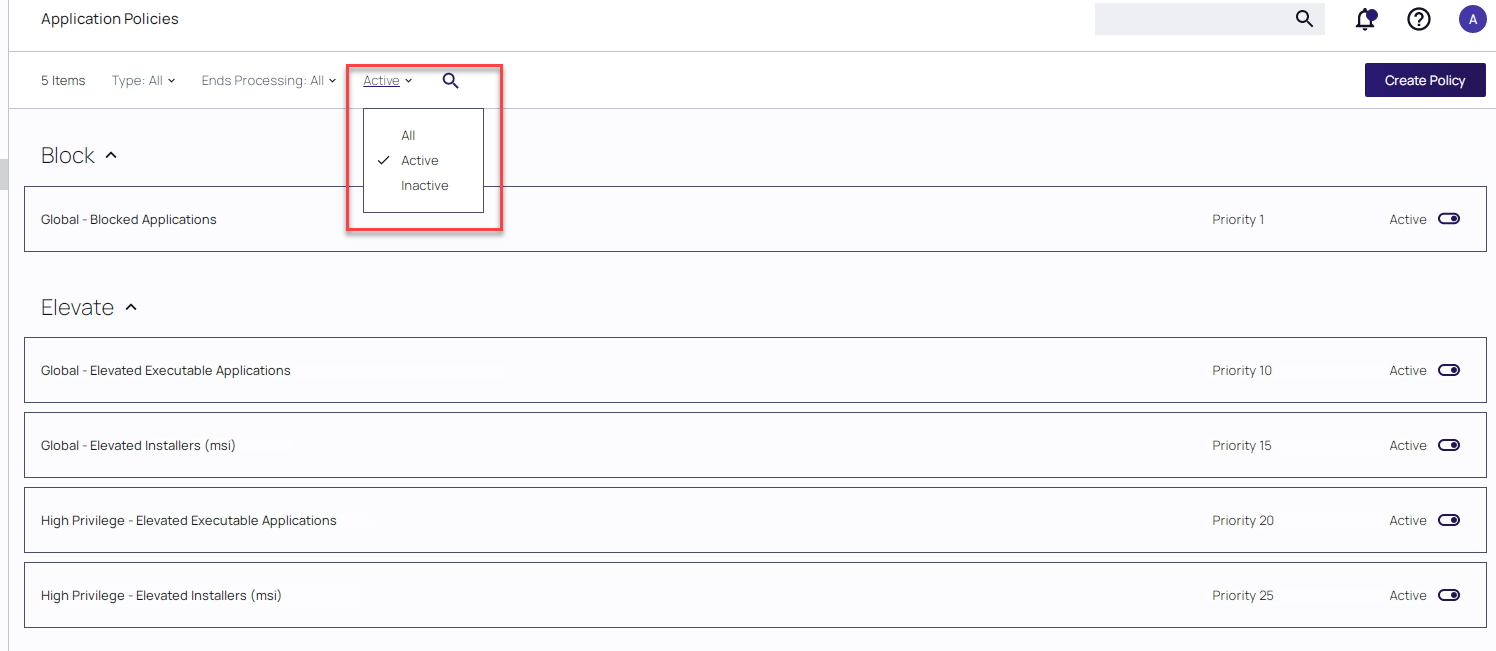 Application Policies
A
5 Items Type: All Ends Processing: All Active
Create Policy
All
Active
Inactive
Block
Global - Blocked Applications Priority 1 Active
Elevate
Global - Elevated Executable Applications Priority 10 Active
Global - Elevated Installers (msi) Priority 15 Active
High Privilege - Elevated Executable Applications Priority 20 Active
High Privilege - Elevated Installers (msi) Priority 25 Active